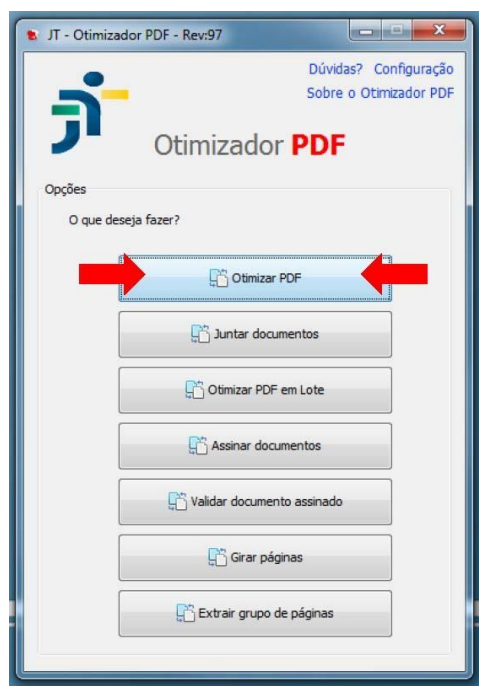 JT - Otimizador PDF - Rev:97
Dúvidas? Configuração
Sobre o Otimizador PDF
Otimizador PDF
Opções
O que deseja fazer?
Otimizar PDF
Juntar documentos
Otimizar PDF em Lote
Assinar documentos
Validar documento assinado
Girar páginas
Extrair grupo de páginas